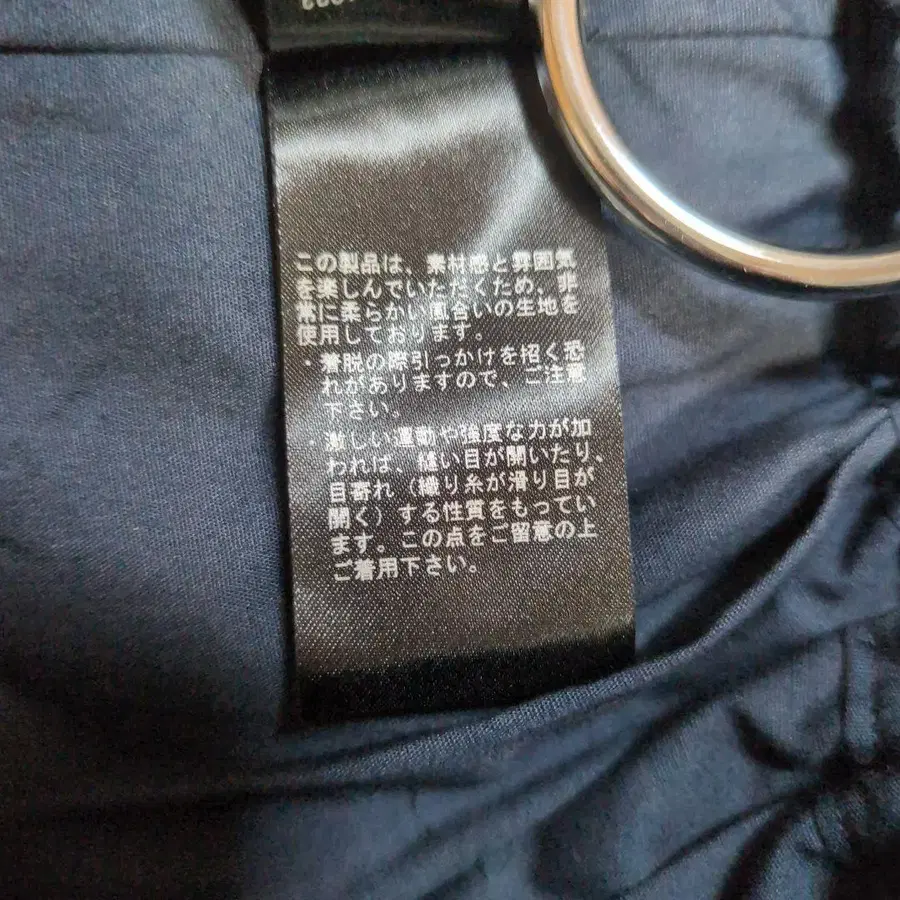 この製品は、素材感と雰囲気
を楽しんでいただくため、非
常に柔らかい風合いの生地を
使用しております。
・着脱の際引っかけを招く恐
れがありますので、ご注意
下さい。
・激しい運動や強度な力が加
われば、縫い目が開いたり、
目寄れ（織り糸が滑り目が
開く）する性質をもってい
ます。この点をご留意の上
ご着用下さい。